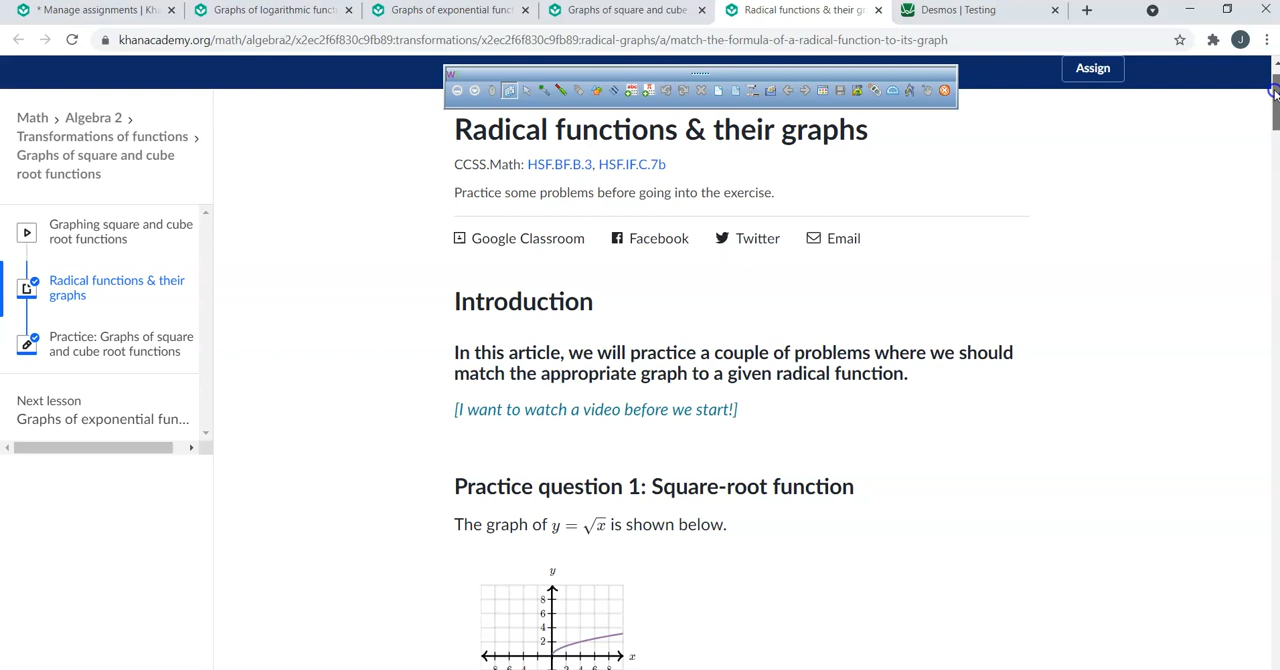 * Manage assignments | Kha
Graphs of logarithmic funct
Graphs of exponential funct
Graphs of square and cube
Radical functions & their gr
Desmos | Testing
khanacademy.org/math/algebra2/x2ec2f6f830c9fb89:transformations/x2ec2f6f830c9fb89:radical-graphs/a/match-the-formula-of-a-radical-function-to-its-graph
J
W
Assign
Math › Algebra 2 ›
Transformations of functions ›
Graphs of square and cube
root functions
Graphing square and cube
root functions
Radical functions & their
graphs
Practice: Graphs of square
and cube root functions
Next lesson
Graphs of exponential fun...
Radical functions & their graphs
CCSS.Math: HSF.BF.B.3, HSF.IF.C.7b
Practice some problems before going into the exercise.
Google Classroom Facebook Twitter Email
Introduction
In this article, we will practice a couple of problems where we should
match the appropriate graph to a given radical function.
[I want to watch a video before we start!]
Practice question 1: Square-root function
The graph of y = √x is shown below.
y
8
6
4
2
x